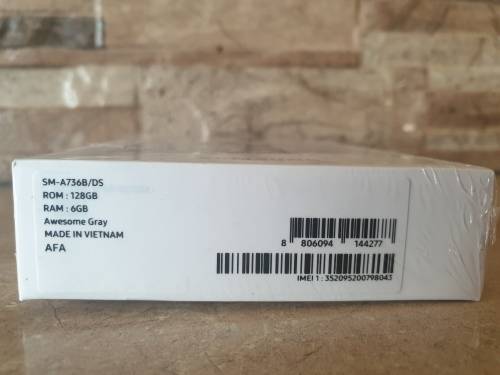 SM-A736B/DS
ROM : 128GB
RAM : 6GB
Awesome Gray
MADE IN VIETNAM
AFA
8 806094 144277
IMEI 1 : 352095200798043